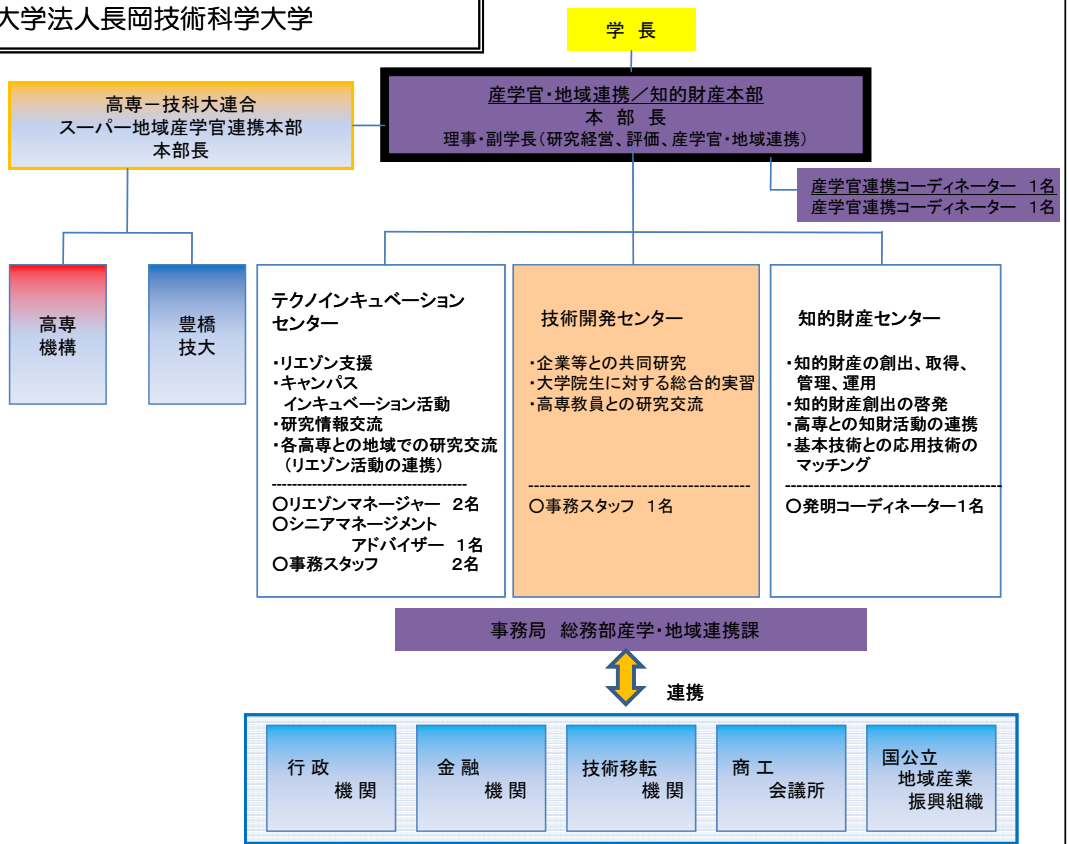 大学法人長岡技術科学大学
学 長
高専－技科大連合
スーパー地域産学官連携本部
本部長
産学官・地域連携／知的財産本部
本 部 長
理事・副学長（研究経営、評価、産学官・地域連携）
産学官連携コーディネーター 1名
産学官連携コーディネーター 1名
高専
機構
豊橋
技大
テクノインキュベーション
センター
・リエゾン支援
・キャンパス
インキュベーション活動
・研究情報交流
・各高専との地域での研究交流
（リエゾン活動の連携）
--------------------------------------
○リエゾンマネージャー 2名
○シニアマネージメント
アドバイザー 1名
○事務スタッフ 2名
技術開発センター
・企業等との共同研究
・大学院生に対する総合的実習
・高専教員との研究交流
--------------------------------------
○事務スタッフ 1名
知的財産センター
・知的財産の創出、取得、
管理、運用
・知的財産創出の啓発
・高専との知財活動の連携
・基本技術との応用技術の
マッチング
--------------------------------------
○発明コーディネーター1名
事務局 総務部産学・地域連携課
連携
行 政
機 関
金 融
機 関
技術移転
機 関
商 工
会議所
国公立
地域産業
振興組織